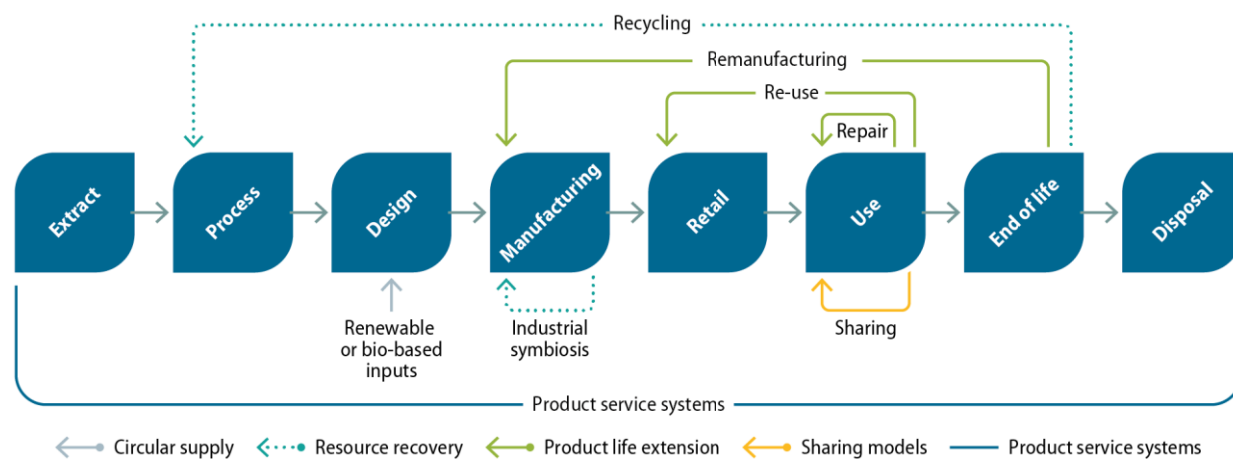 Recycling
Remanufacturing
Re-use
Repair
Extract
Process
Design
Manufacturing
Retail
Use
End of life
Disposal
Renewable
or bio-based
inputs
Industrial
symbiosis
Sharing
Product service systems
Circular supply
Resource recovery
Product life extension
Sharing models
Product service systems